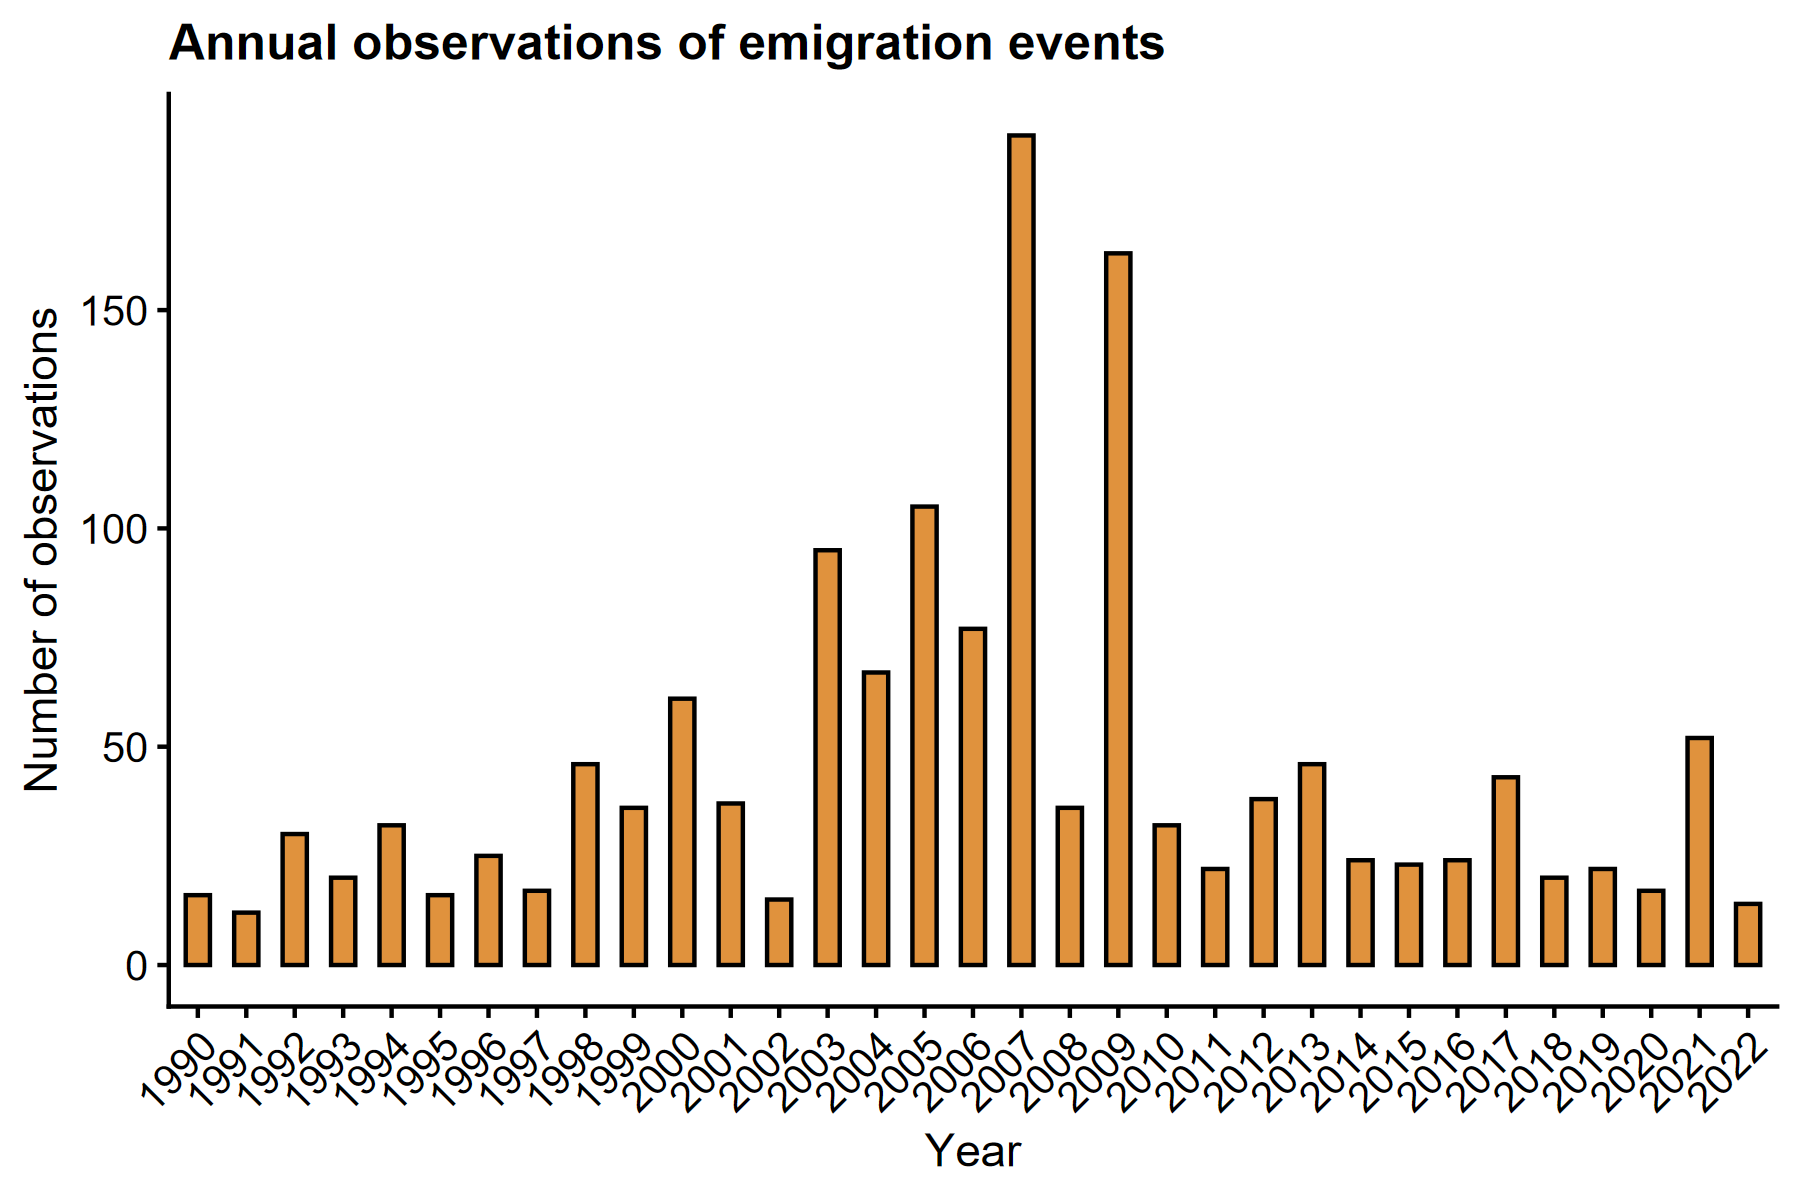 Annual observations of emigration events
Number of observations
150
100
50
0
1990 1991 1992 1993 1994 1995 1996 1997 1998 1999 2000 2001 2002 2003 2004 2005 2006 2007 2008 2009 2010 2011 2012 2013 2014 2015 2016 2017 2018 2019 2020 2021 2022
Year